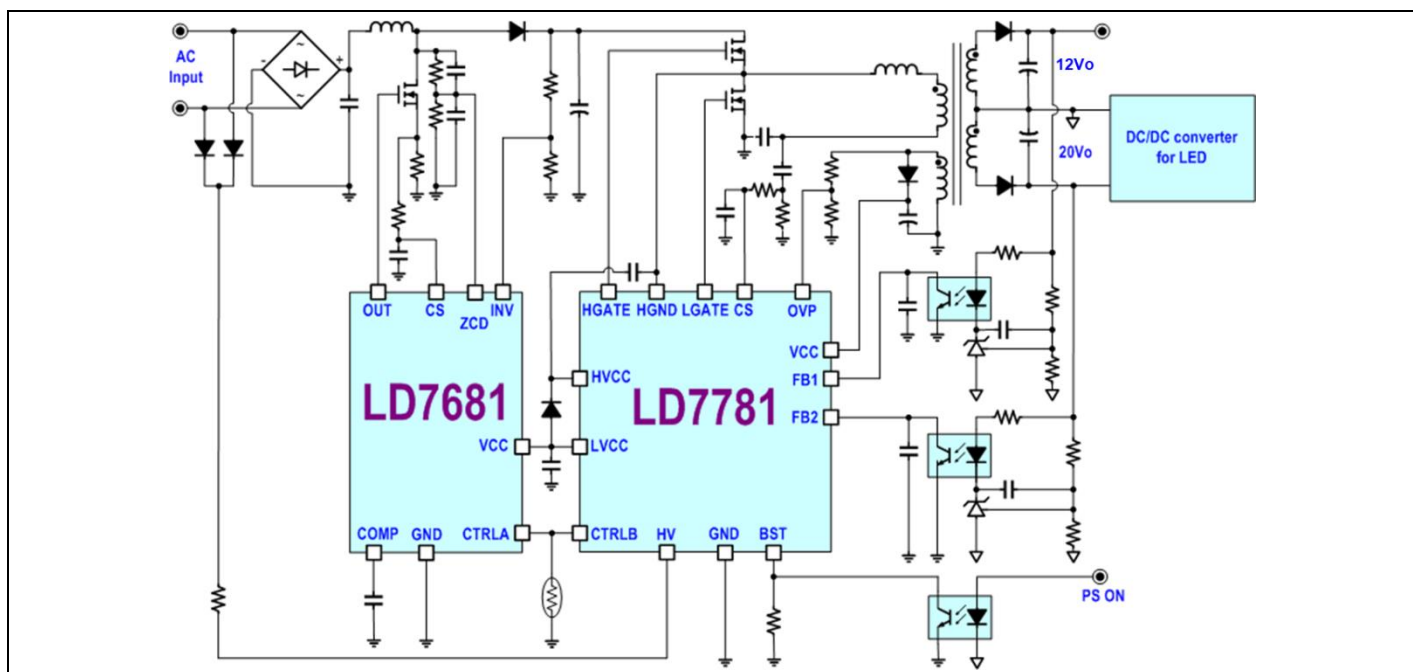 AC
Input
12Vo
20Vo
DC/DC converter
for LED
OUT
CS
ZCD
INV
HGATE
HGND
LGATE
CS
OVP
VCC
FB1
FB2
HVCC
LVCC
LD7681
LD7781
VCC
COMP
GND
CTRLA
CTRLB
HV
GND
BST
PS ON